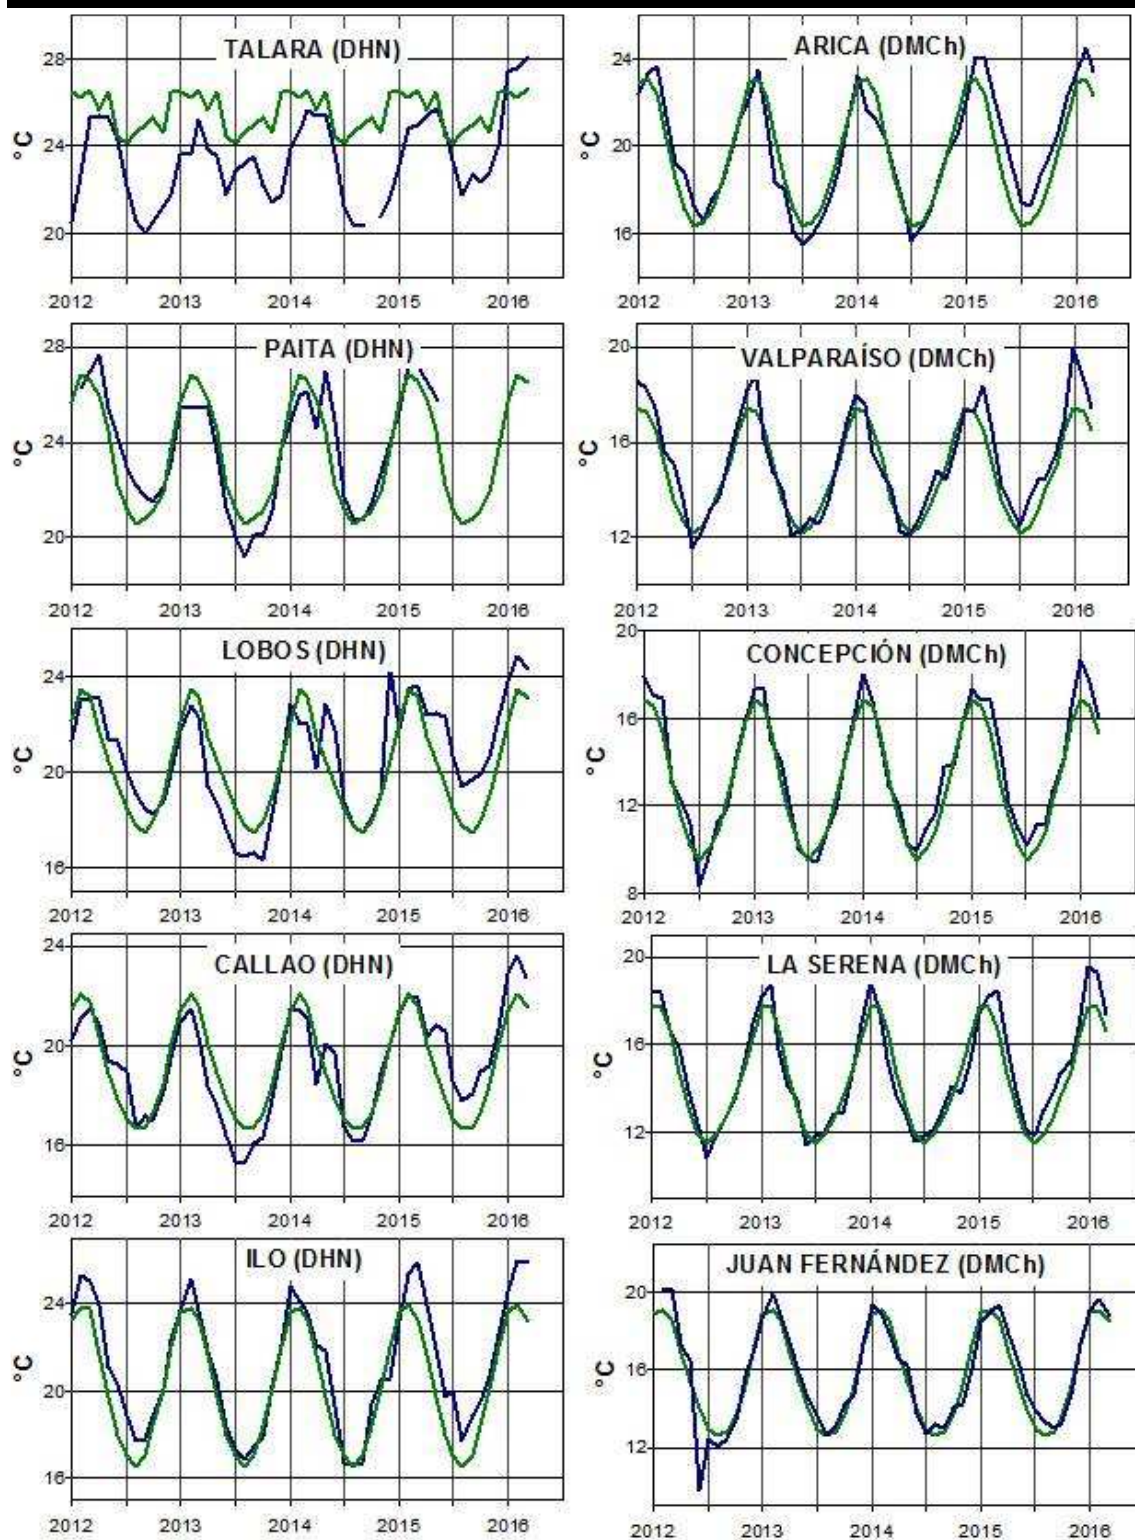 TALARA (DHN)
°C
28
24
20
2012 2013 2014 2015 2016
ARICA (DMCh)
°C
24
20
16
2012 2013 2014 2015 2016
PAITA (DHN)
°C
28
24
20
2012 2013 2014 2015 2016
VALPARAÍSO (DMCh)
°C
20
16
12
2012 2013 2014 2015 2016
LOBOS (DHN)
°C
24
20
16
2012 2013 2014 2015 2016
CONCEPCIÓN (DMCh)
°C
20
16
12
8
2012 2013 2014 2015 2016
CALLAO (DHN)
°C
24
20
16
2012 2013 2014 2015 2016
LA SERENA (DMCh)
°C
20
16
12
2012 2013 2014 2015 2016
ILO (DHN)
°C
24
20
16
2012 2013 2014 2015 2016
JUAN FERNÁNDEZ (DMCh)
°C
20
16
12
2012 2013 2014 2015 2016